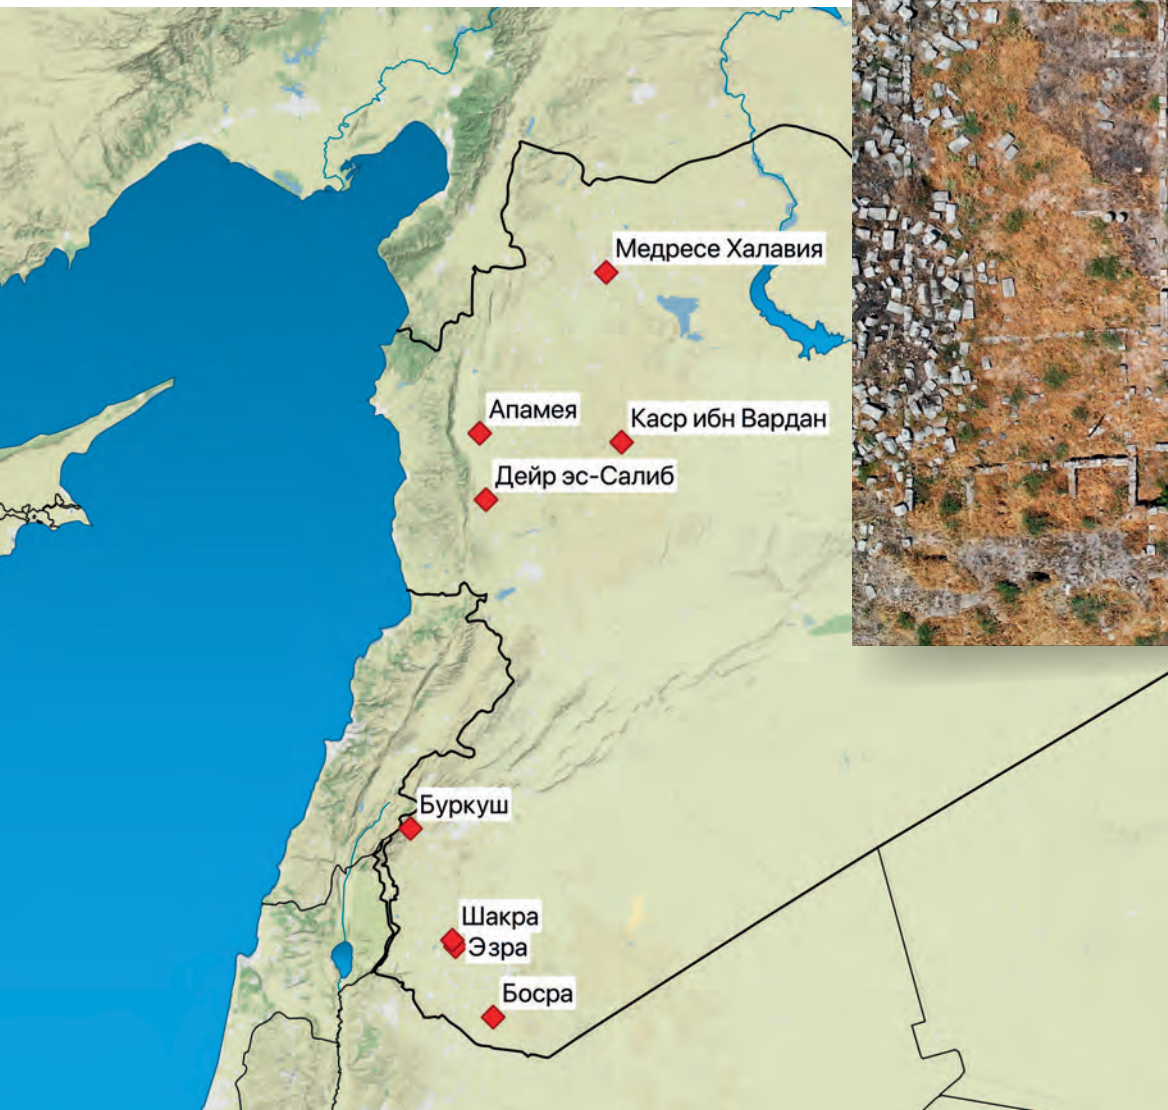 Медресе Халавия
Апамея
Каср ибн Вардан
Дейр эс-Салиб
Буркуш
Шакра
Эзра
Босра